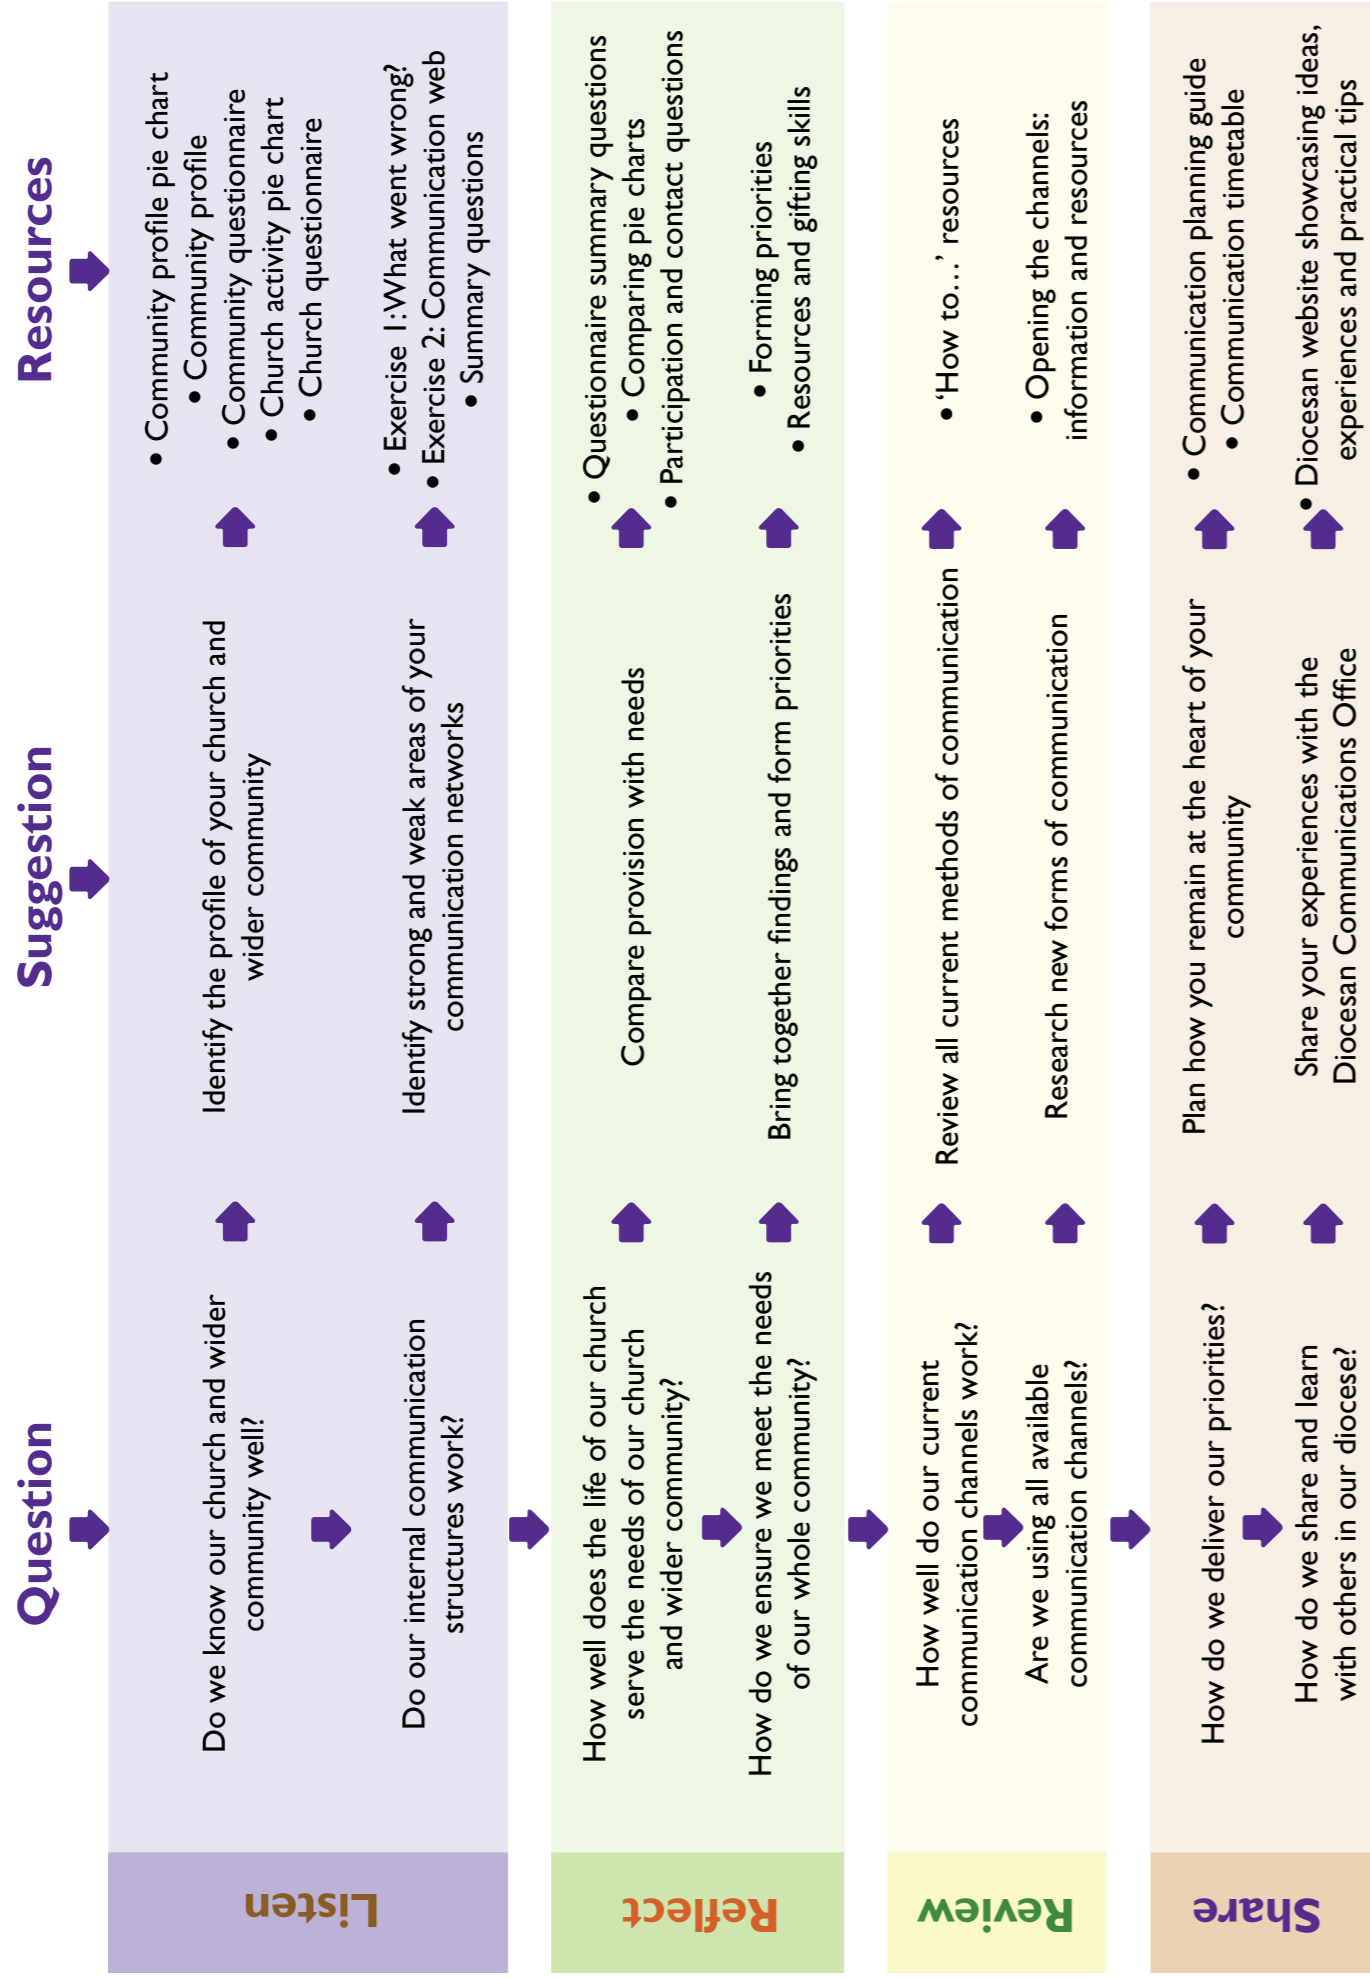 Question
Suggestion
Resources
Listen
Do we know our church and wider
community well?
Identify the profile of your church and
wider community
• Community profile pie chart
• Community profile
• Community questionnaire
• Church activity pie chart
• Church questionnaire
Do our internal communication
structures work?
Identify strong and weak areas of your
communication networks
• Exercise 1:What went wrong?
• Exercise 2: Communication web
• Summary questions
Reflect
How well does the life of our church
serve the needs of our church
and wider community?
Compare provision with needs
• Questionnaire summary questions
• Comparing pie charts
• Participation and contact questions
How do we ensure we meet the needs
of our whole community?
Bring together findings and form priorities
• Forming priorities
• Resources and gifting skills
Review
How well do our current
communication channels work?
Review all current methods of communication
• ‘How to…’ resources
Are we using all available
communication channels?
Research new forms of communication
• Opening the channels:
information and resources
Share
How do we deliver our priorities?
Plan how you remain at the heart of your
community
• Communication planning guide
• Communication timetable
How do we share and learn
with others in our diocese?
Share your experiences with the
Diocesan Communications Office
• Diocesan website showcasing ideas,
experiences and practical tips